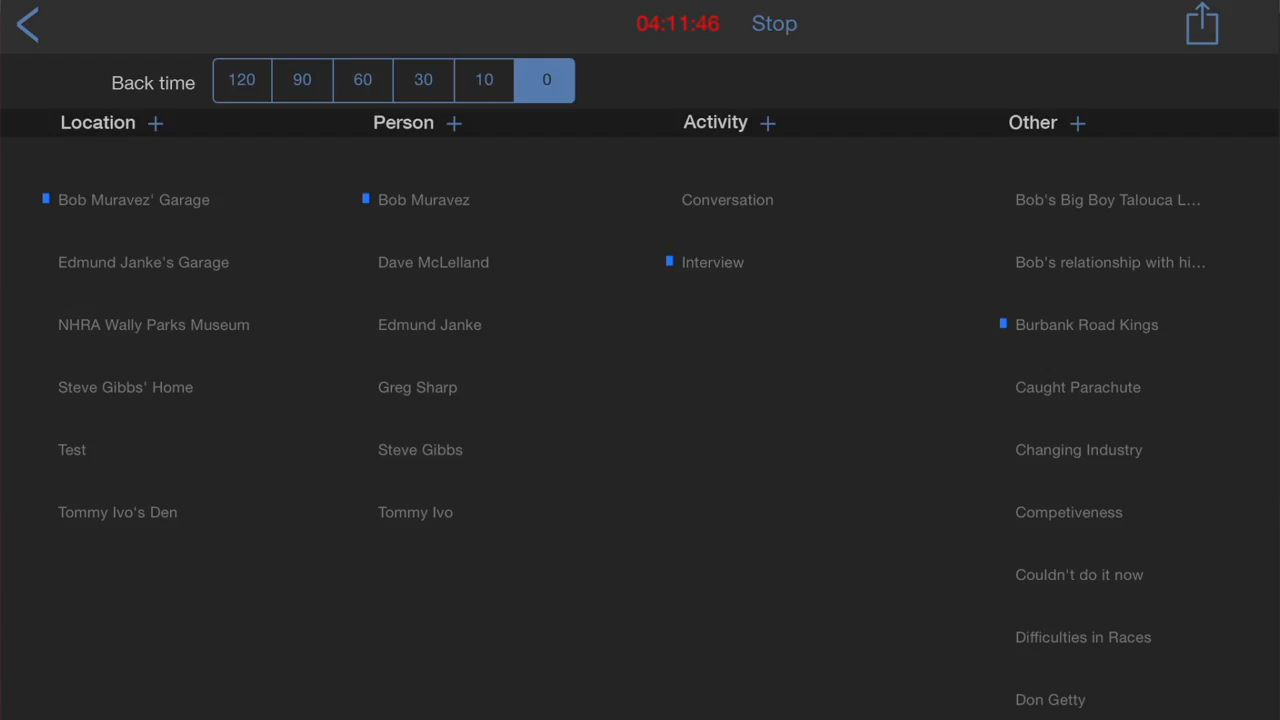 04:11:46 Stop
Back time 120 90 60 30 10 0
Location + Person + Activity + Other +
Bob Muravez' Garage Bob Muravez Conversation Bob's Big Boy Talouca L...
Edmund Janke's Garage Dave McLelland Interview Bob's relationship with hi...
NHRA Wally Parks Museum Edmund Janke Burbank Road Kings
Steve Gibbs' Home Greg Sharp Caught Parachute
Test Steve Gibbs Changing Industry
Tommy Ivo's Den Tommy Ivo Competiveness
Couldn't do it now
Difficulties in Races
Don Getty